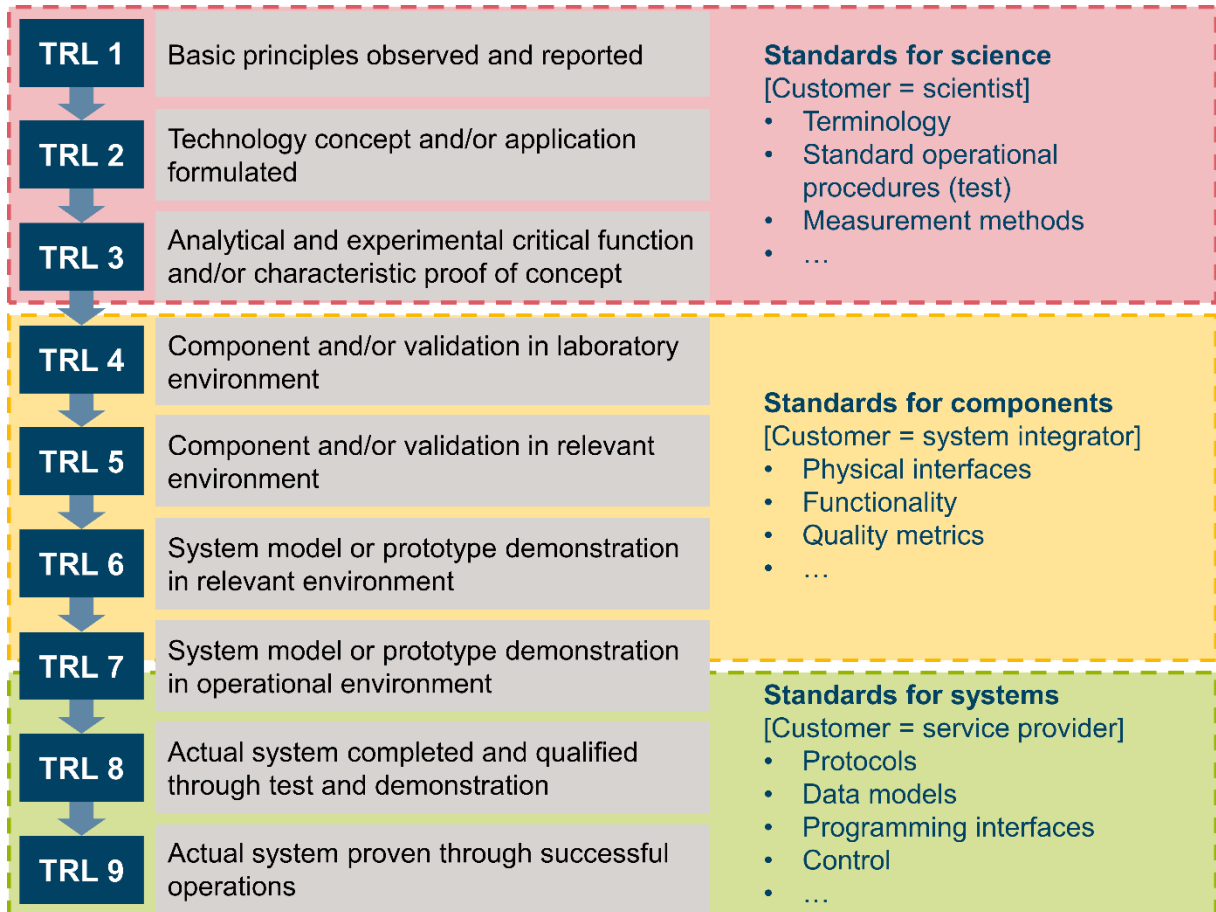 TRL 1
Basic principles observed and reported
TRL 2
Technology concept and/or application
formulated
TRL 3
Analytical and experimental critical function
and/or characteristic proof of concept
Standards for science
[Customer = scientist]
• Terminology
• Standard operational
procedures (test)
• Measurement methods
• …
TRL 4
Component and/or validation in laboratory
environment
TRL 5
Component and/or validation in relevant
environment
TRL 6
System model or prototype demonstration
in relevant environment
TRL 7
System model or prototype demonstration
in operational environment
Standards for components
[Customer = system integrator]
• Physical interfaces
• Functionality
• Quality metrics
• …
TRL 8
Actual system completed and qualified
through test and demonstration
TRL 9
Actual system proven through successful
operations
Standards for systems
[Customer = service provider]
• Protocols
• Data models
• Programming interfaces
• Control
• …